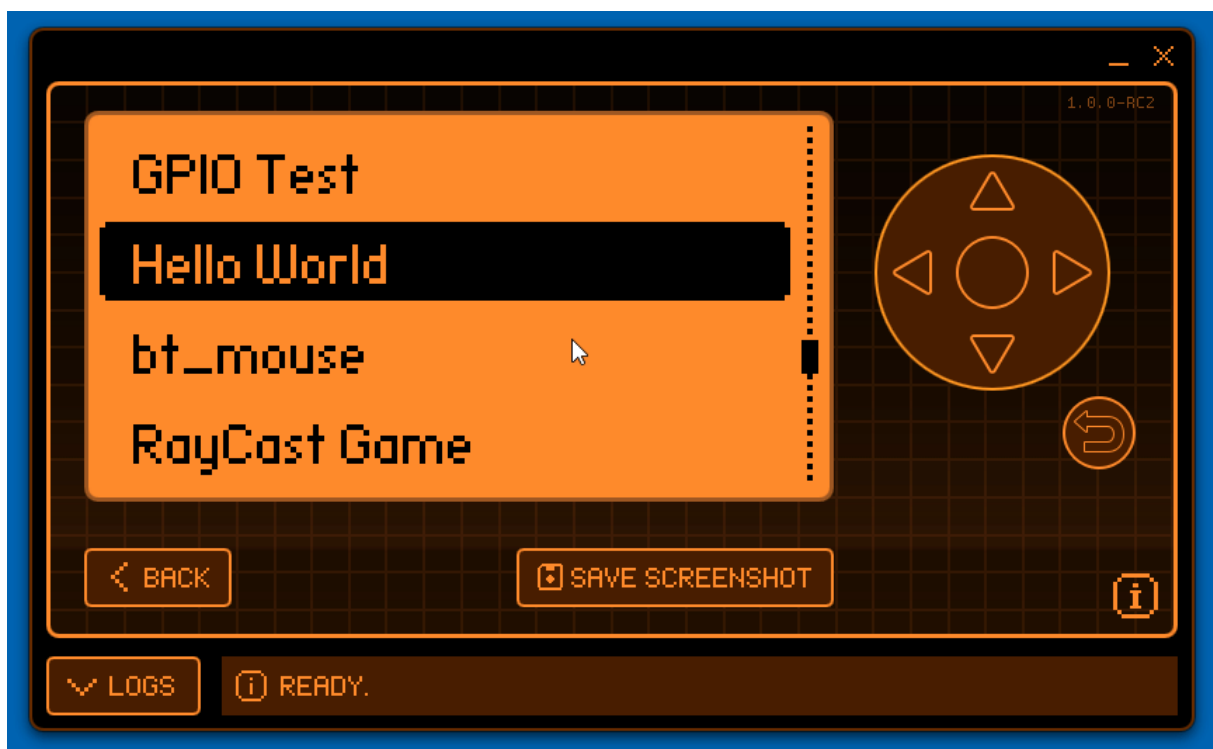 1.0.0-RC2
GPIO Test
Hello World
bt_mouse
RayCast Game
BACK
SAVE SCREENSHOT
LOGS
READY.